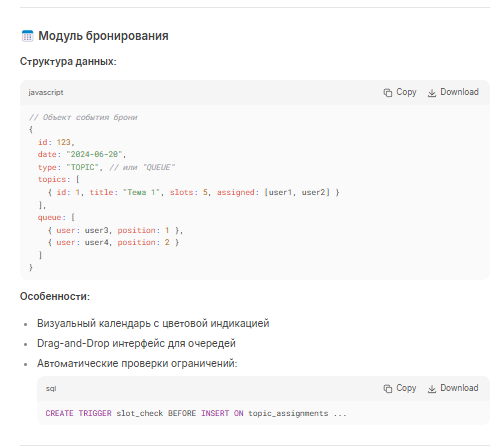 Модуль бронирования
Структура данных:
javascript Copy Download
// Объект события брони
{
  id: 123,
  date: "2024-06-20",
  type: "TOPIC", // или "QUEUE"
  topics: [
    { id: 1, title: "Тема 1", slots: 5, assigned: [user1, user2] }
  ],
  queue: [
    { user: user3, position: 1 },
    { user: user4, position: 2 }
  ]
}
Особенности:
• Визуальный календарь с цветовой индикацией
• Drag-and-Drop интерфейс для очередей
• Автоматические проверки ограничений:
sql Copy Download
CREATE TRIGGER slot_check BEFORE INSERT ON topic_assignments ...